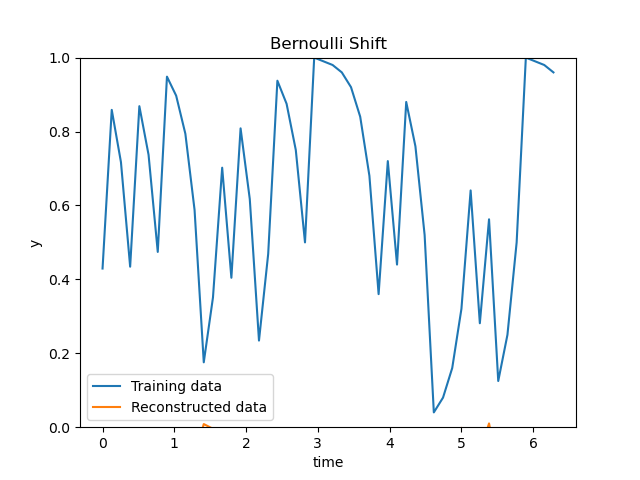 Bernoulli Shift
1.0
0.8
0.6
0.4
0.2
0.0
y
Training data
Reconstructed data
0 1 2 3 4 5 6
time